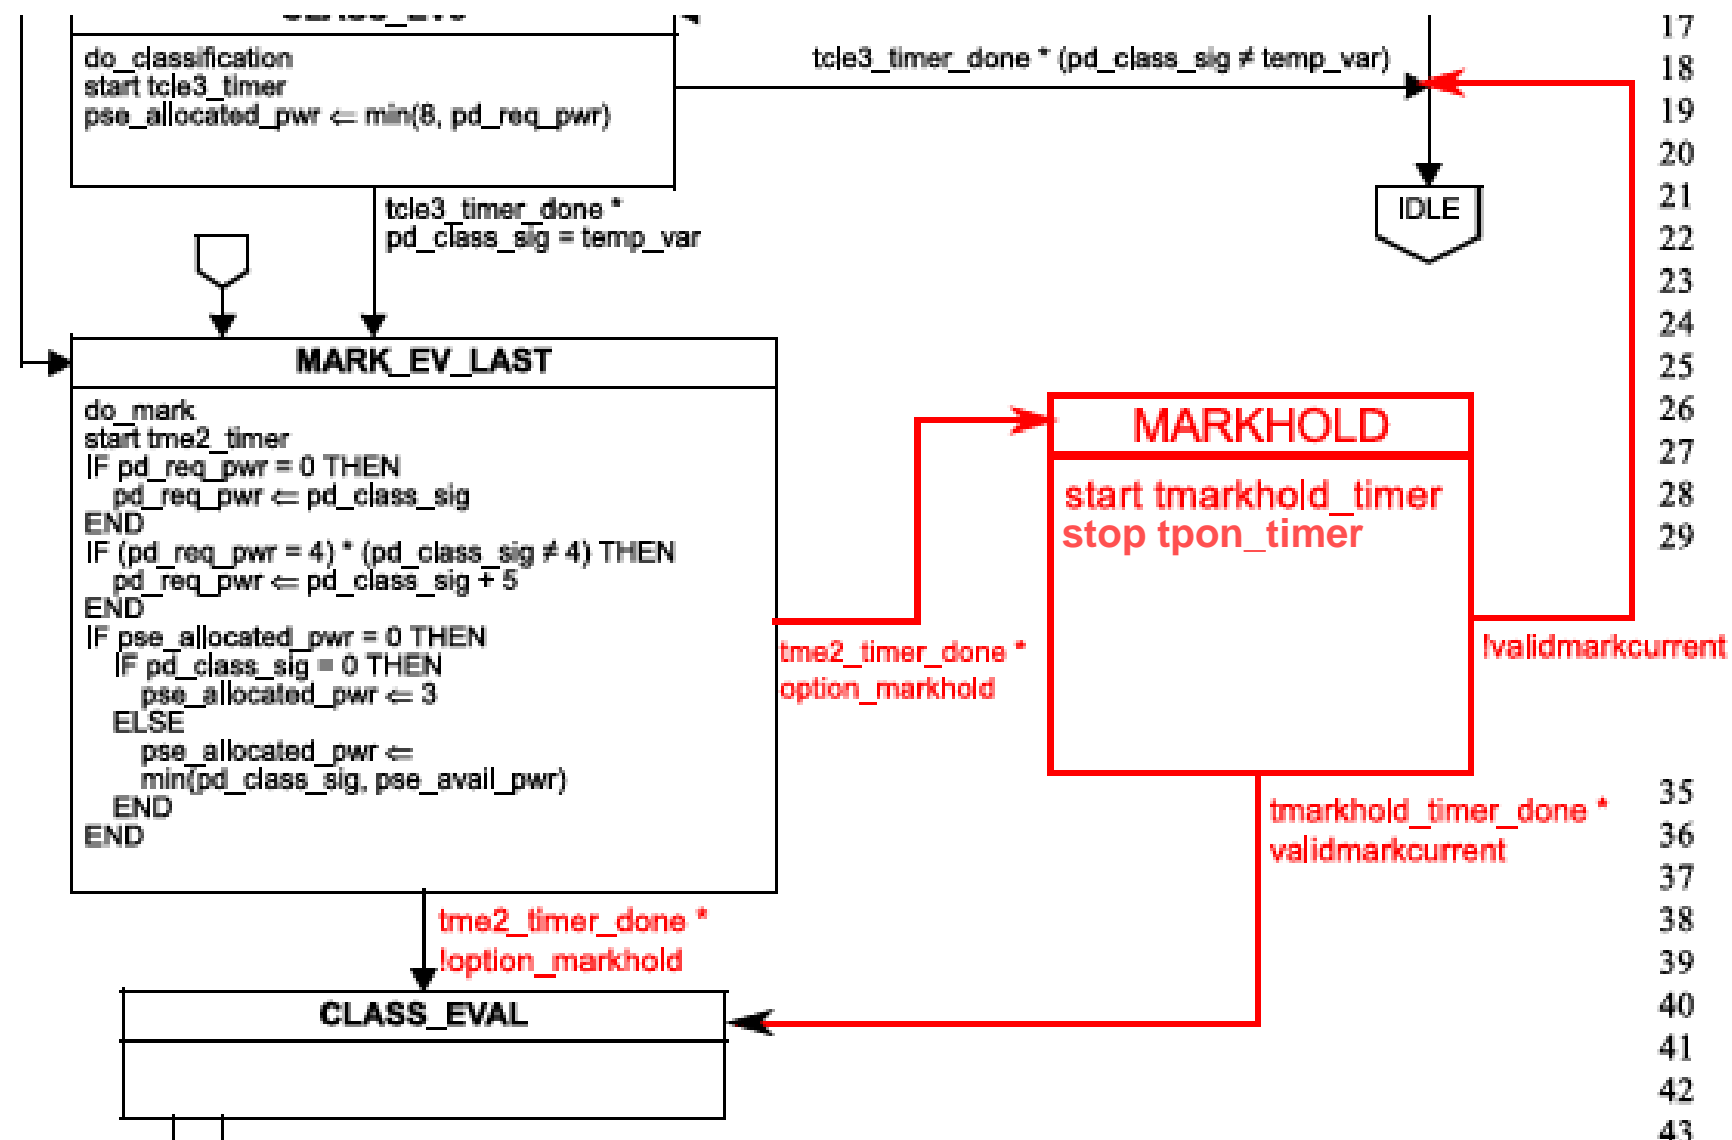 do_classification
start tcle3_timer
pse_allocated_pwr ⇐ min(8, pd_req_pwr)
tcle3_timer_done * (pd_class_sig ≠ temp_var)
IDLE
tcle3_timer_done *
pd_class_sig = temp_var
MARK_EV_LAST
do_mark
start tme2_timer
IF pd_req_pwr = 0 THEN
pd_req_pwr ⇐ pd_class_sig
END
IF (pd_req_pwr = 4) * (pd_class_sig ≠ 4) THEN
pd_req_pwr ⇐ pd_class_sig + 5
END
IF pse_allocated_pwr = 0 THEN
IF pd_class_sig = 0 THEN
pse_allocated_pwr ⇐ 3
ELSE
pse_allocated_pwr ⇐
min(pd_class_sig, pse_avail_pwr)
END
END
tme2_timer_done *
option_markhold
MARKHOLD
start tmarkhold_timer
stop tpon_timer
!validmarkcurrent
tmarkhold_timer_done *
validmarkcurrent
tme2_timer_done *
!option_markhold
CLASS_EVAL
17
18
19
20
21
22
23
24
25
26
27
28
29
35
36
37
38
39
40
41
42
43